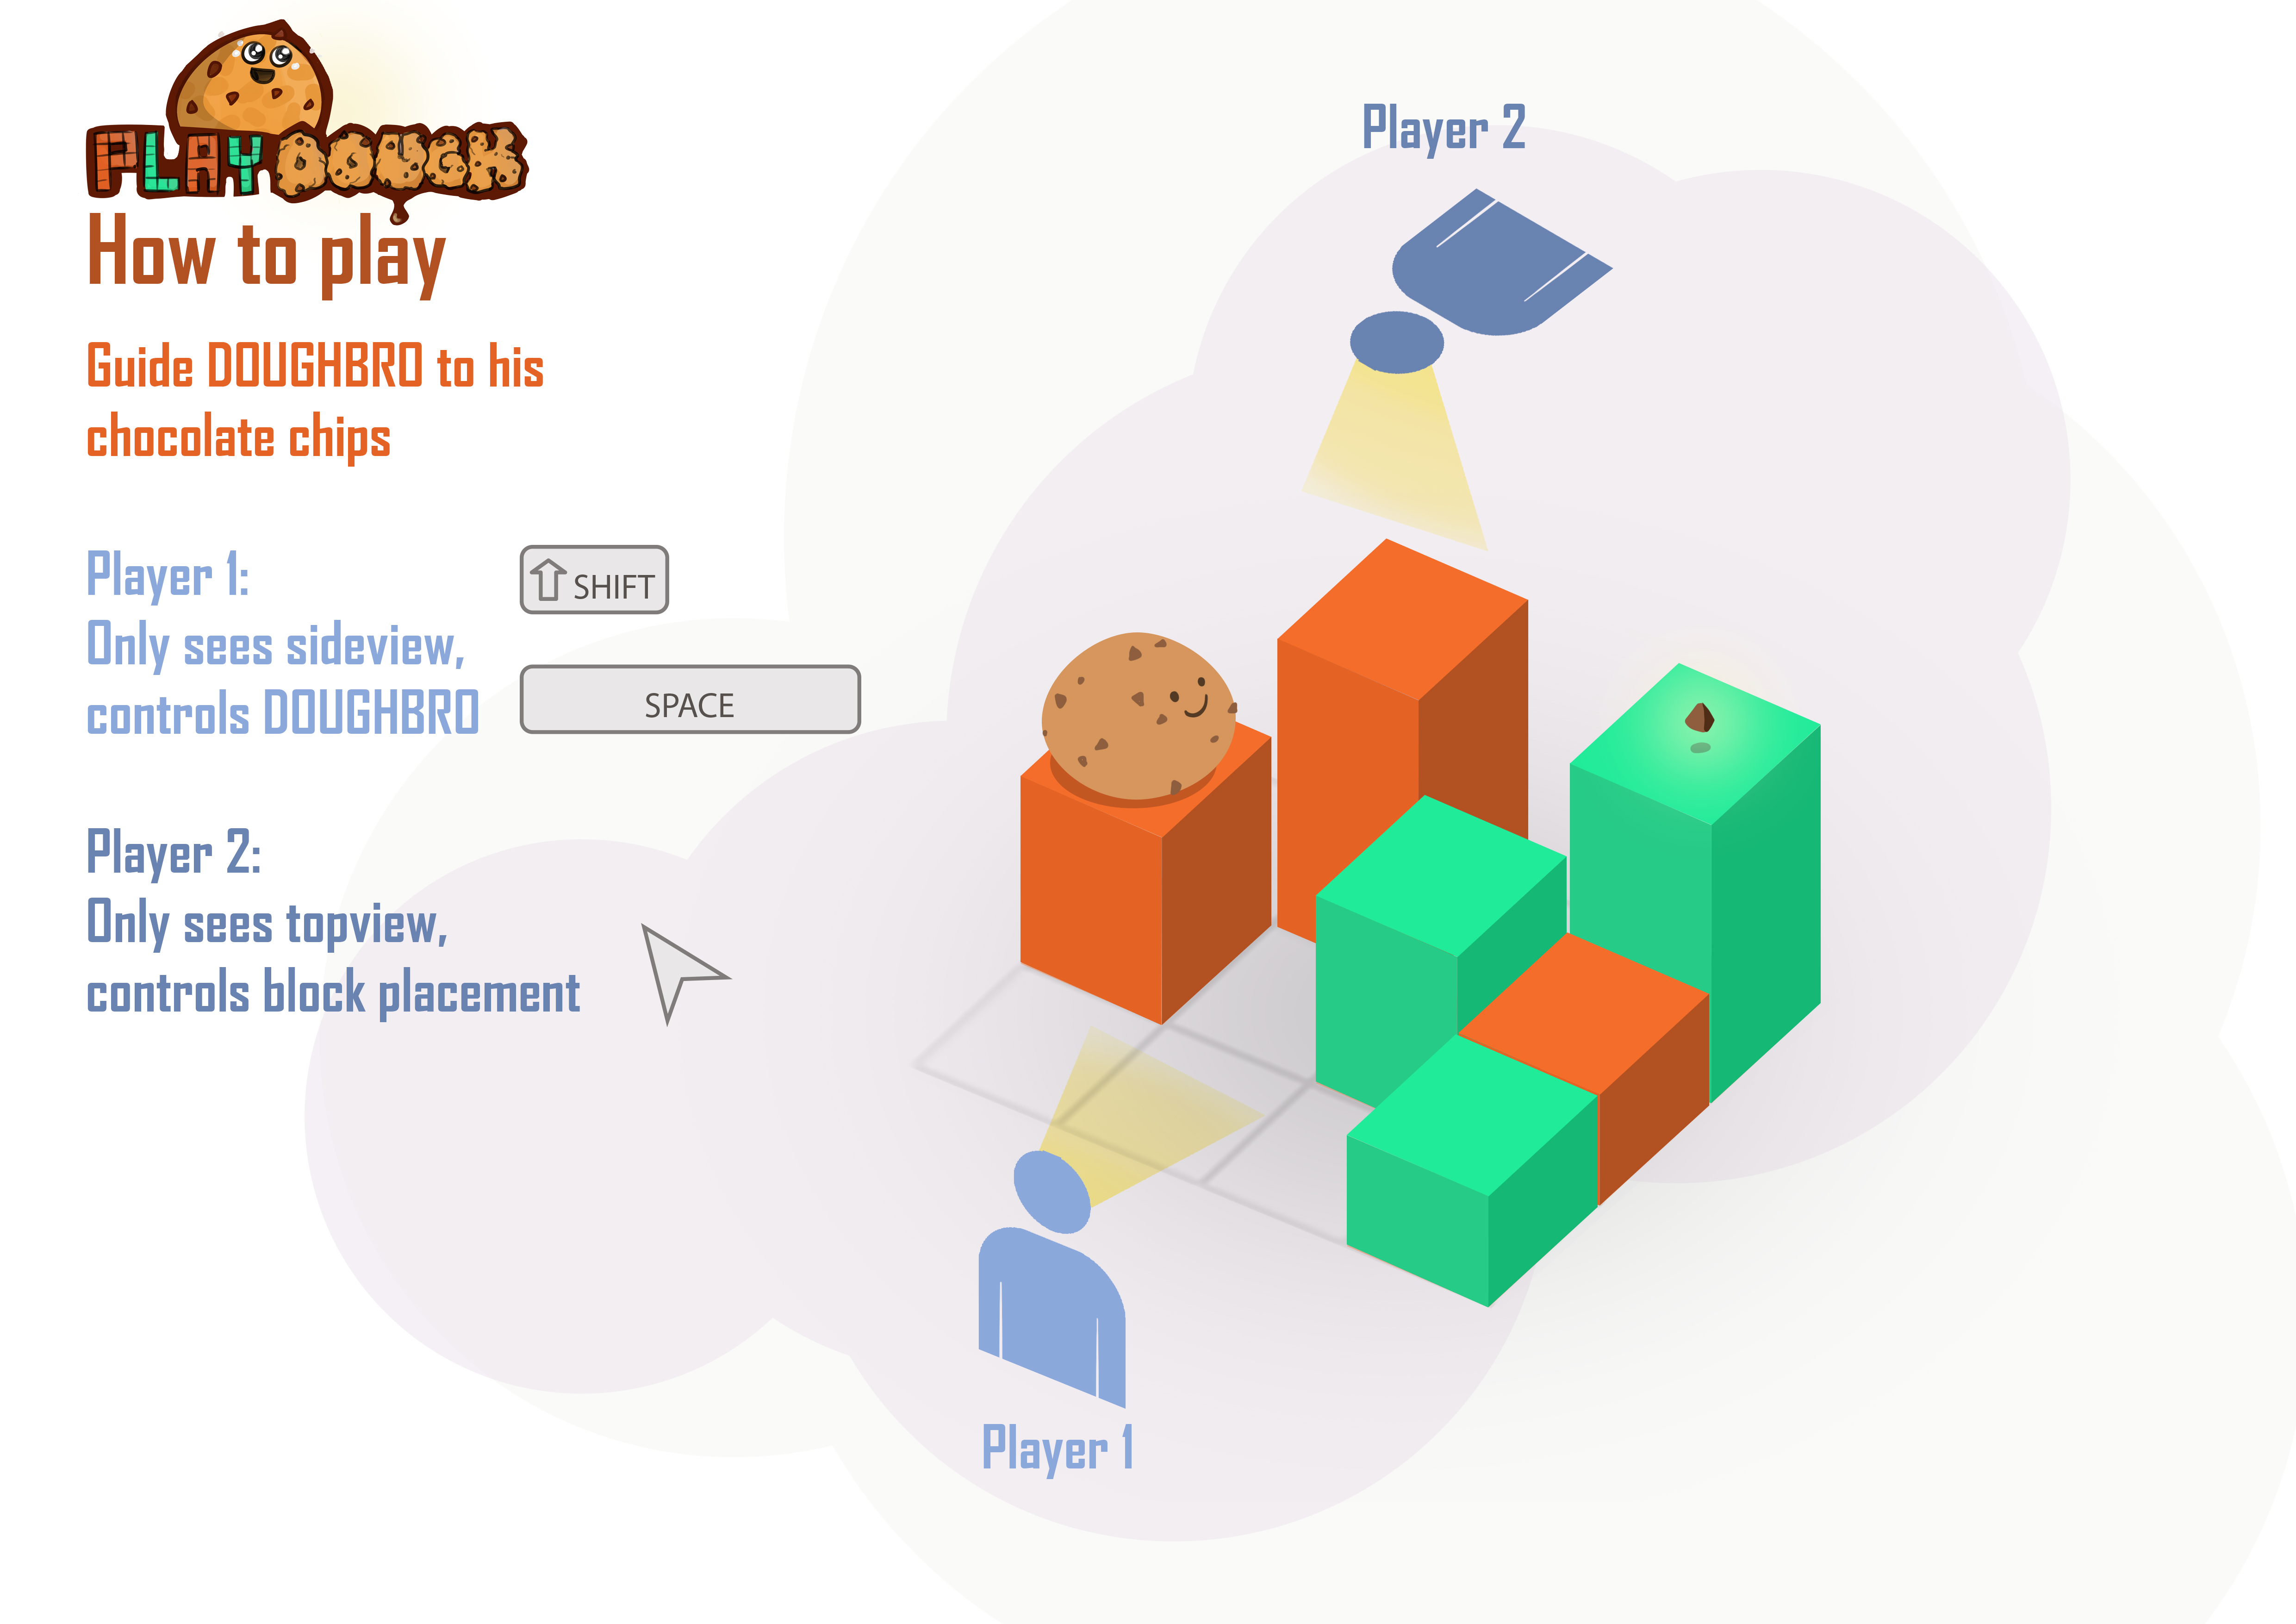 PLAYDOUGH
How to play
Guide DOUGHBRO to his
chocolate chips
Player 1:
Only sees sideview,
controls DOUGHBRO
SHIFT
SPACE
Player 2:
Only sees topview,
controls block placement
Player 2
Player 1